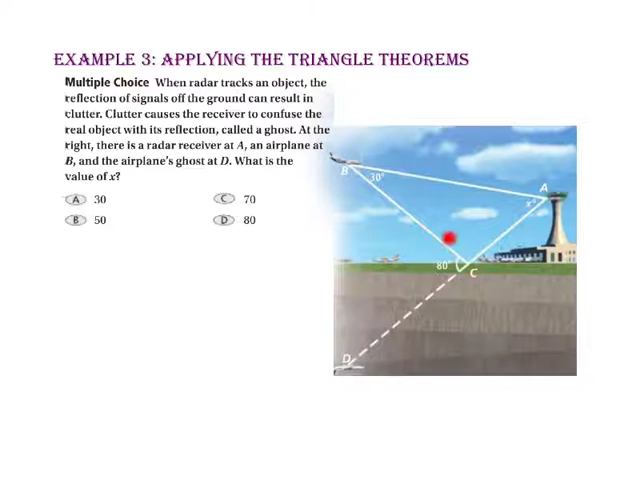 Example 3: Applying the Triangle Theorems
Multiple Choice When radar tracks an object, the
reflection of signals off the ground can result in
clutter. Clutter causes the receiver to confuse the
real object with its reflection, called a ghost. At the
right, there is a radar receiver at A, an airplane at
B, and the airplane's ghost at D. What is the
value of x?
A 30
C 70
B 50
D 80
B
30°
A
x°
80°
C
D